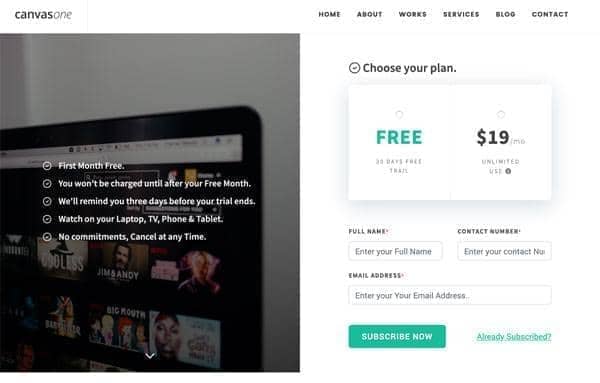 canvasone
HOME ABOUT WORKS SERVICES BLOG CONTACT
First Month Free.
You won't be charged until after your Free Month.
We'll remind you three days before your trial ends.
Watch on your Laptop, TV, Phone & Tablet.
No commitments, Cancel at Any Time.
Home
JIM&ANDY
BIG MOUTH
Choose your plan.
FREE
30 DAYS FREE
TRAIL
$19/mo
UNLIMITED
USE
FULL NAME*
CONTACT NUMBER*
Enter your Full Name
Enter your contact Nu
EMAIL ADDRESS*
Enter your Your Email Address..
SUBSCRIBE NOW
Already Subscribed?